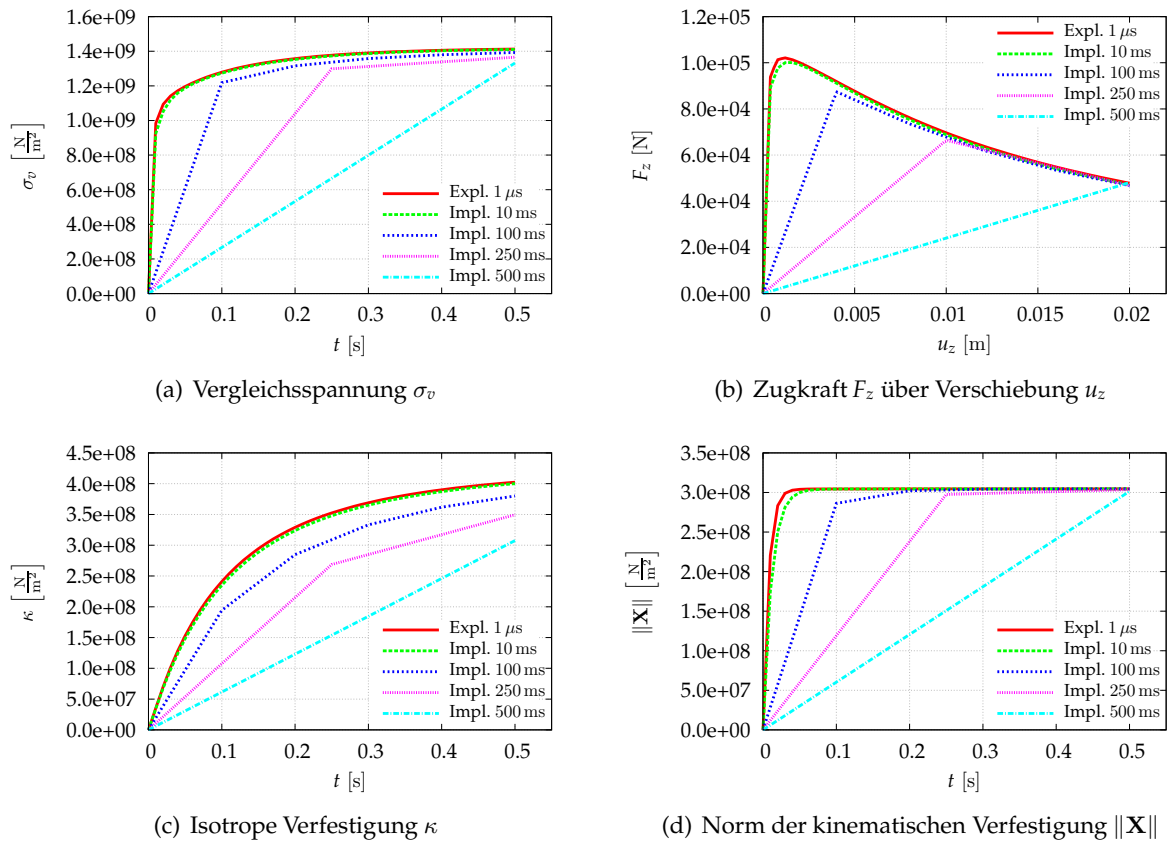 1.6e+09
1.4e+09
1.2e+09
1.0e+09
8.0e+08
6.0e+08
4.0e+08
2.0e+08
0.0e+00
σv [N/m²]
0 0.1 0.2 0.3 0.4 0.5
t [s]
Expl. 1 μs
Impl. 10 ms
Impl. 100 ms
Impl. 250 ms
Impl. 500 ms
(a) Vergleichsspannung σv
1.2e+05
1.0e+05
8.0e+04
6.0e+04
4.0e+04
2.0e+04
0.0e+00
Fz [N]
0 0.005 0.01 0.015 0.02
uz [m]
Expl. 1 μs
Impl. 10 ms
Impl. 100 ms
Impl. 250 ms
Impl. 500 ms
(b) Zugkraft Fz über Verschiebung uz
4.5e+08
4.0e+08
3.5e+08
3.0e+08
2.5e+08
2.0e+08
1.5e+08
1.0e+08
5.0e+07
0.0e+00
κ [N/m²]
0 0.1 0.2 0.3 0.4 0.5
t [s]
Expl. 1 μs
Impl. 10 ms
Impl. 100 ms
Impl. 250 ms
Impl. 500 ms
(c) Isotrope Verfestigung κ
3.5e+08
3.0e+08
2.5e+08
2.0e+08
1.5e+08
1.0e+08
5.0e+07
0.0e+00
‖X‖ [N/m²]
0 0.1 0.2 0.3 0.4 0.5
t [s]
Expl. 1 μs
Impl. 10 ms
Impl. 100 ms
Impl. 250 ms
Impl. 500 ms
(d) Norm der kinematischen Verfestigung ‖X‖